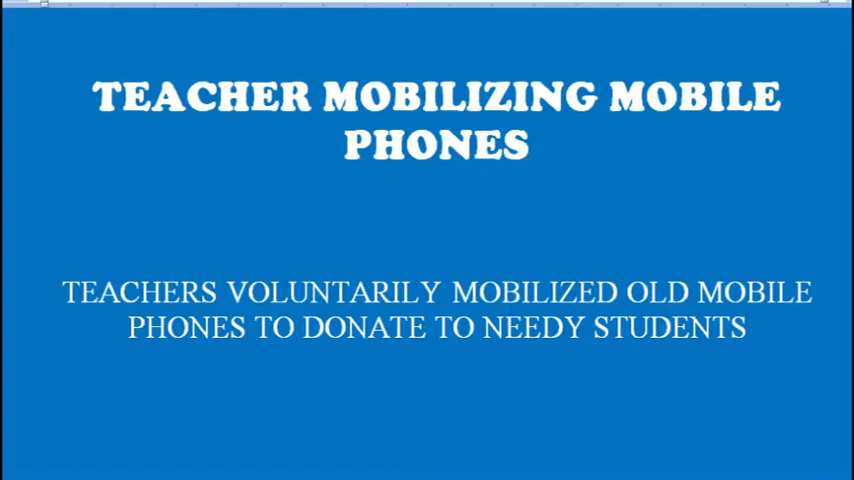 TEACHER MOBILIZING MOBILE
PHONES
TEACHERS VOLUNTARILY MOBILIZED OLD MOBILE
PHONES TO DONATE TO NEEDY STUDENTS